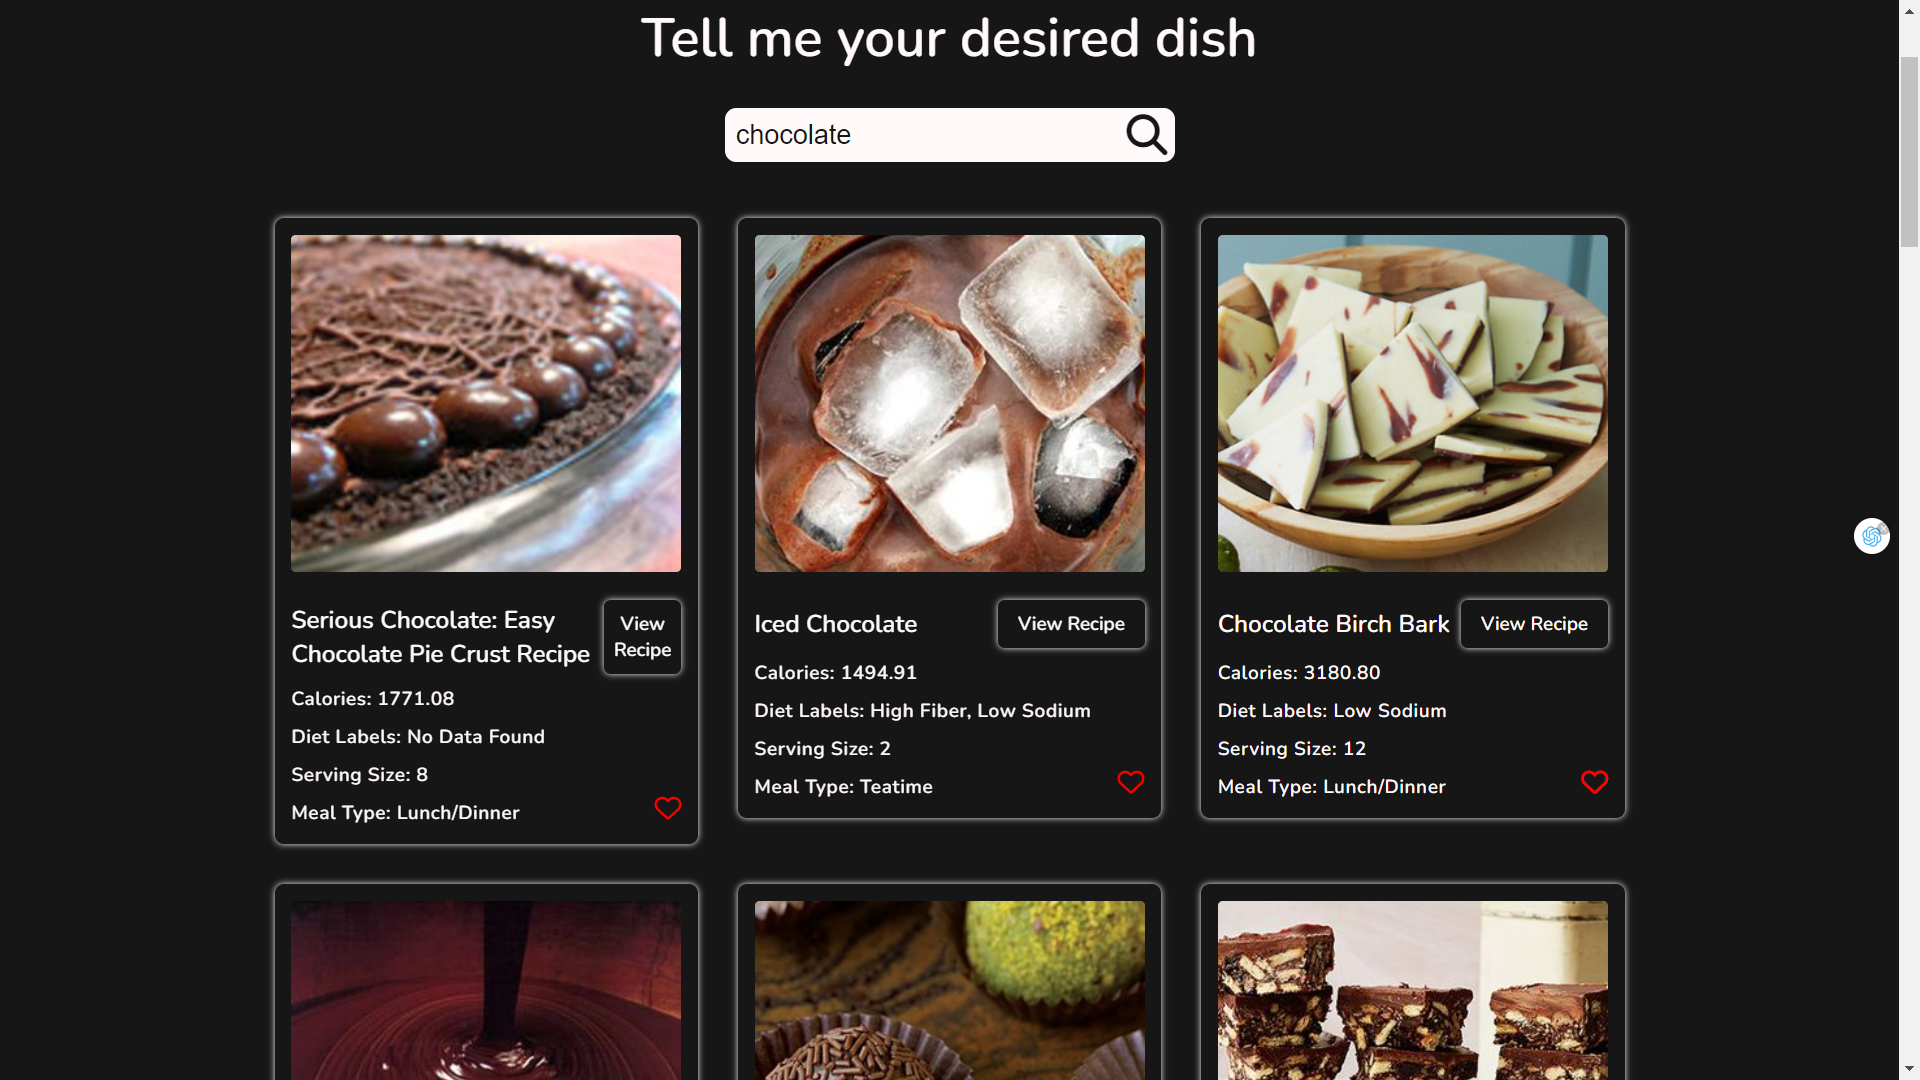 Tell me your desired dish
chocolate
Serious Chocolate: Easy
Chocolate Pie Crust Recipe
View
Recipe
Calories: 1771.08
Diet Labels: No Data Found
Serving Size: 8
Meal Type: Lunch/Dinner
Iced Chocolate
View Recipe
Calories: 1494.91
Diet Labels: High Fiber, Low Sodium
Serving Size: 2
Meal Type: Teatime
Chocolate Birch Bark
View Recipe
Calories: 3180.80
Diet Labels: Low Sodium
Serving Size: 12
Meal Type: Lunch/Dinner